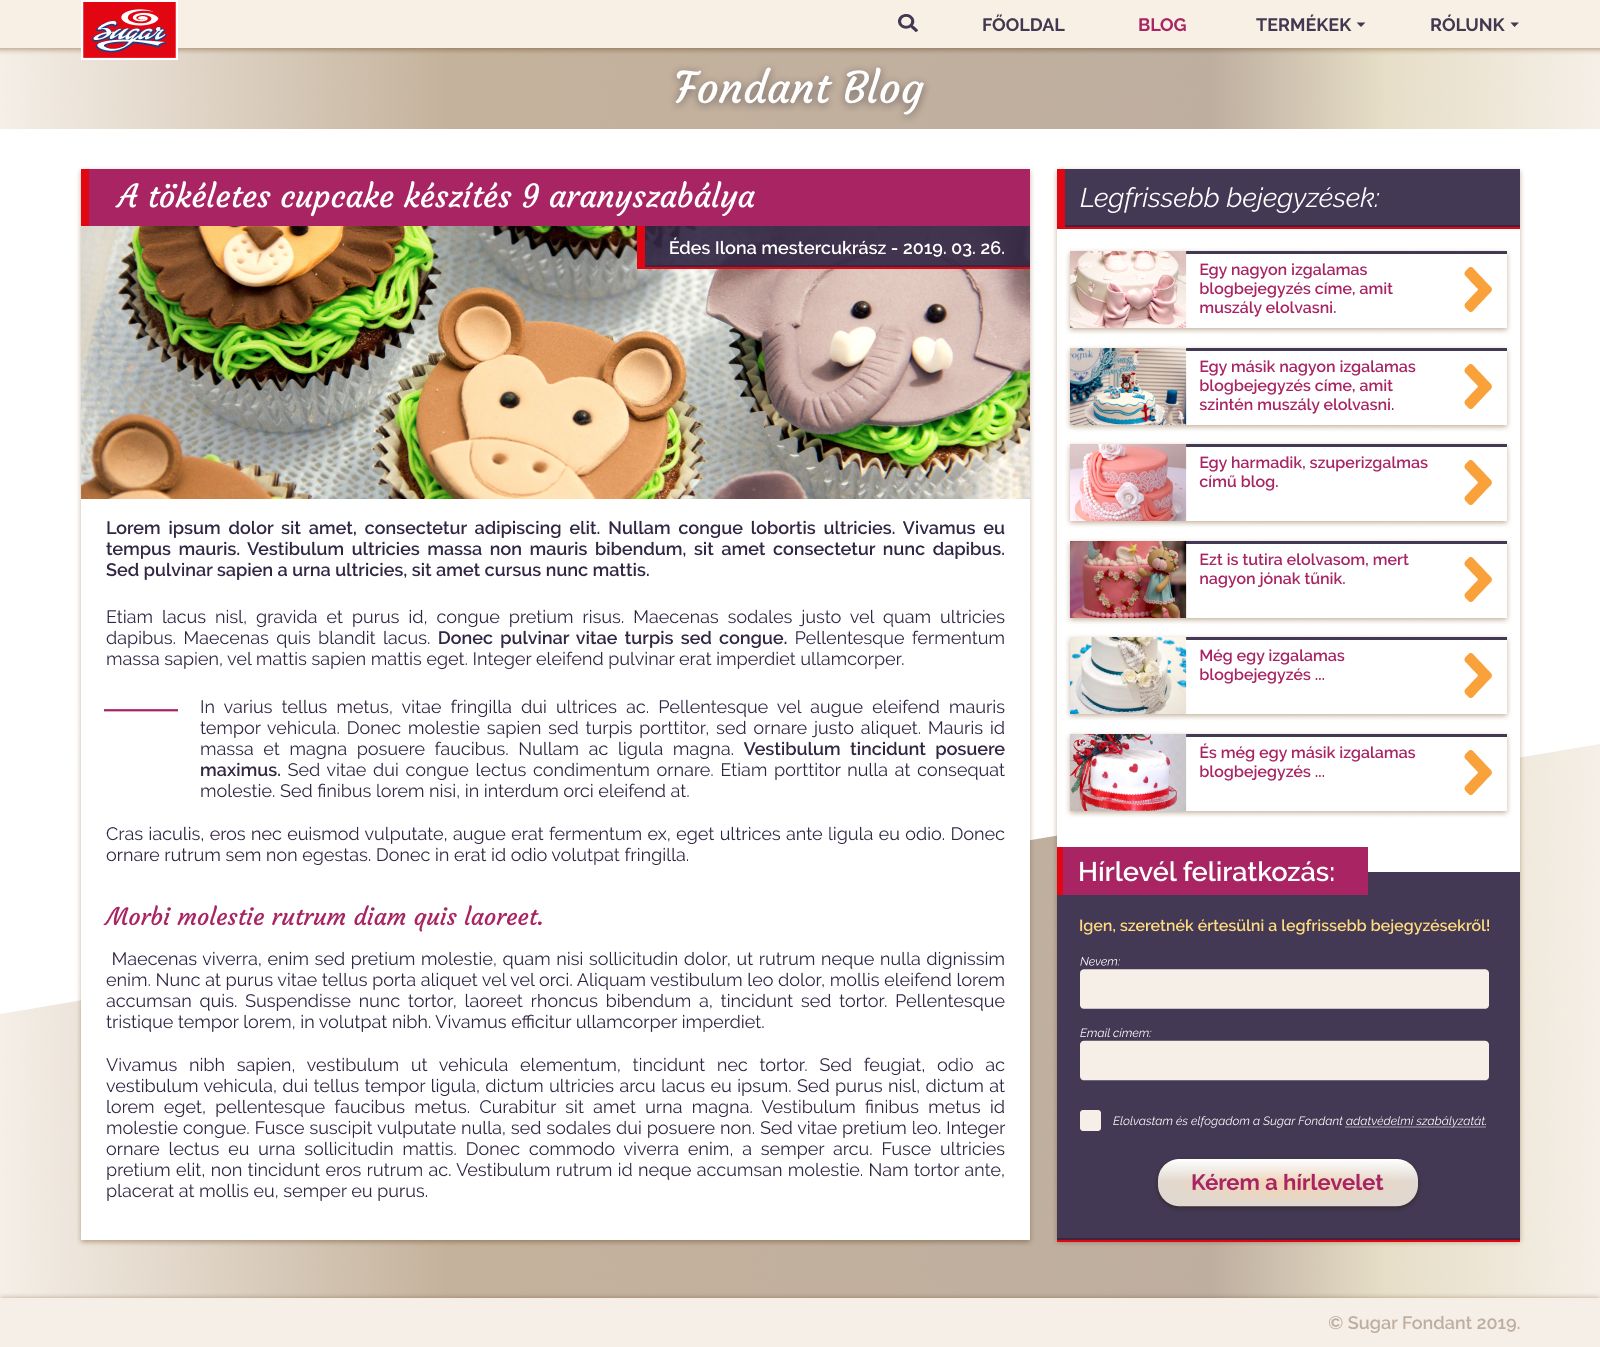 Sugar
FŐOLDAL
BLOG
TERMÉKEK
RÓLUNK
Fondant Blog
A tökéletes cupcake készítés 9 aranyszabálya
Édes Ilona mestercukrász - 2019. 03. 26.
Lorem ipsum dolor sit amet, consectetur adipiscing elit. Nullam congue lobortis ultricies. Vivamus eu
tempus mauris. Vestibulum ultricies massa non mauris bibendum, sit amet consectetur nunc dapibus.
Sed pulvinar sapien a urna ultricies, sit amet cursus nunc mattis.
Etiam lacus nisl, gravida et purus id, congue pretium risus. Maecenas sodales justo vel quam ultricies
dapibus. Maecenas quis blandit lacus. Donec pulvinar vitae turpis sed congue. Pellentesque fermentum
massa sapien, vel mattis sapien mattis eget. Integer eleifend pulvinar erat imperdiet ullamcorper.
In varius tellus metus, vitae fringilla dui ultrices ac. Pellentesque vel augue eleifend mauris
tempor vehicula. Donec molestie sapien sed turpis porttitor, sed ornare justo aliquet. Mauris id
massa et magna posuere faucibus. Nullam ac ligula magna. Vestibulum tincidunt posuere
maximus. Sed vitae dui congue lectus condimentum ornare. Etiam porttitor nulla at consequat
molestie. Sed finibus lorem nisi, in interdum orci eleifend at.
Cras iaculis, eros nec euismod vulputate, augue erat fermentum ex, eget ultrices ante ligula eu odio. Donec
ornare rutrum sem non egestas. Donec in erat id odio volutpat fringilla.
Morbi molestie rutrum diam quis laoreet.
Maecenas viverra, enim sed pretium molestie, quam nisi sollicitudin dolor, ut rutrum neque nulla dignissim
enim. Nunc at purus vitae tellus porta aliquet vel vel orci. Aliquam vestibulum leo dolor, mollis eleifend lorem
accumsan quis. Suspendisse nunc tortor, laoreet rhoncus bibendum a, tincidunt sed tortor. Pellentesque
tristique tempor lorem, in volutpat nibh. Vivamus efficitur ullamcorper imperdiet.
Vivamus nibh sapien, vestibulum ut vehicula elementum, tincidunt nec tortor. Sed feugiat, odio ac
vestibulum vehicula, dui tellus tempor ligula, dictum ultricies arcu lacus eu ipsum. Sed purus nisl, dictum at
lorem eget, pellentesque faucibus metus. Curabitur sit amet urna magna. Vestibulum finibus metus id
molestie congue. Fusce suscipit vulputate nulla, sed sodales dui posuere non. Sed vitae pretium leo. Integer
ornare lectus eu urna sollicitudin mattis. Donec commodo viverra enim, a semper arcu. Fusce ultricies
pretium elit, non tincidunt eros rutrum ac. Vestibulum rutrum id neque accumsan molestie. Nam tortor ante,
placerat at mollis eu, semper eu purus.
Legfrissebb bejegyzések:
Egy nagyon izgalamas
blogbejegyzés címe, amit
muszály elolvasni.
Egy másik nagyon izgalamas
blogbejegyzés címe, amit
szintén muszály elolvasni.
Egy harmadik, szuperizgalmas
című blog.
Ezt is tutira elolvasom, mert
nagyon jónak tűnik.
Még egy izgalamas
blogbejegyzés ...
És még egy másik izgalamas
blogbejegyzés ...
Hírlevél feliratkozás:
Igen, szeretnék értesülni a legfrissebb bejegyzésekről!
Nevem:
Email címem:
Elolvastam és elfogadom a Sugar Fondant adatvédelmi szabályzatát.
Kérem a hírlevelet
© Sugar Fondant 2019.